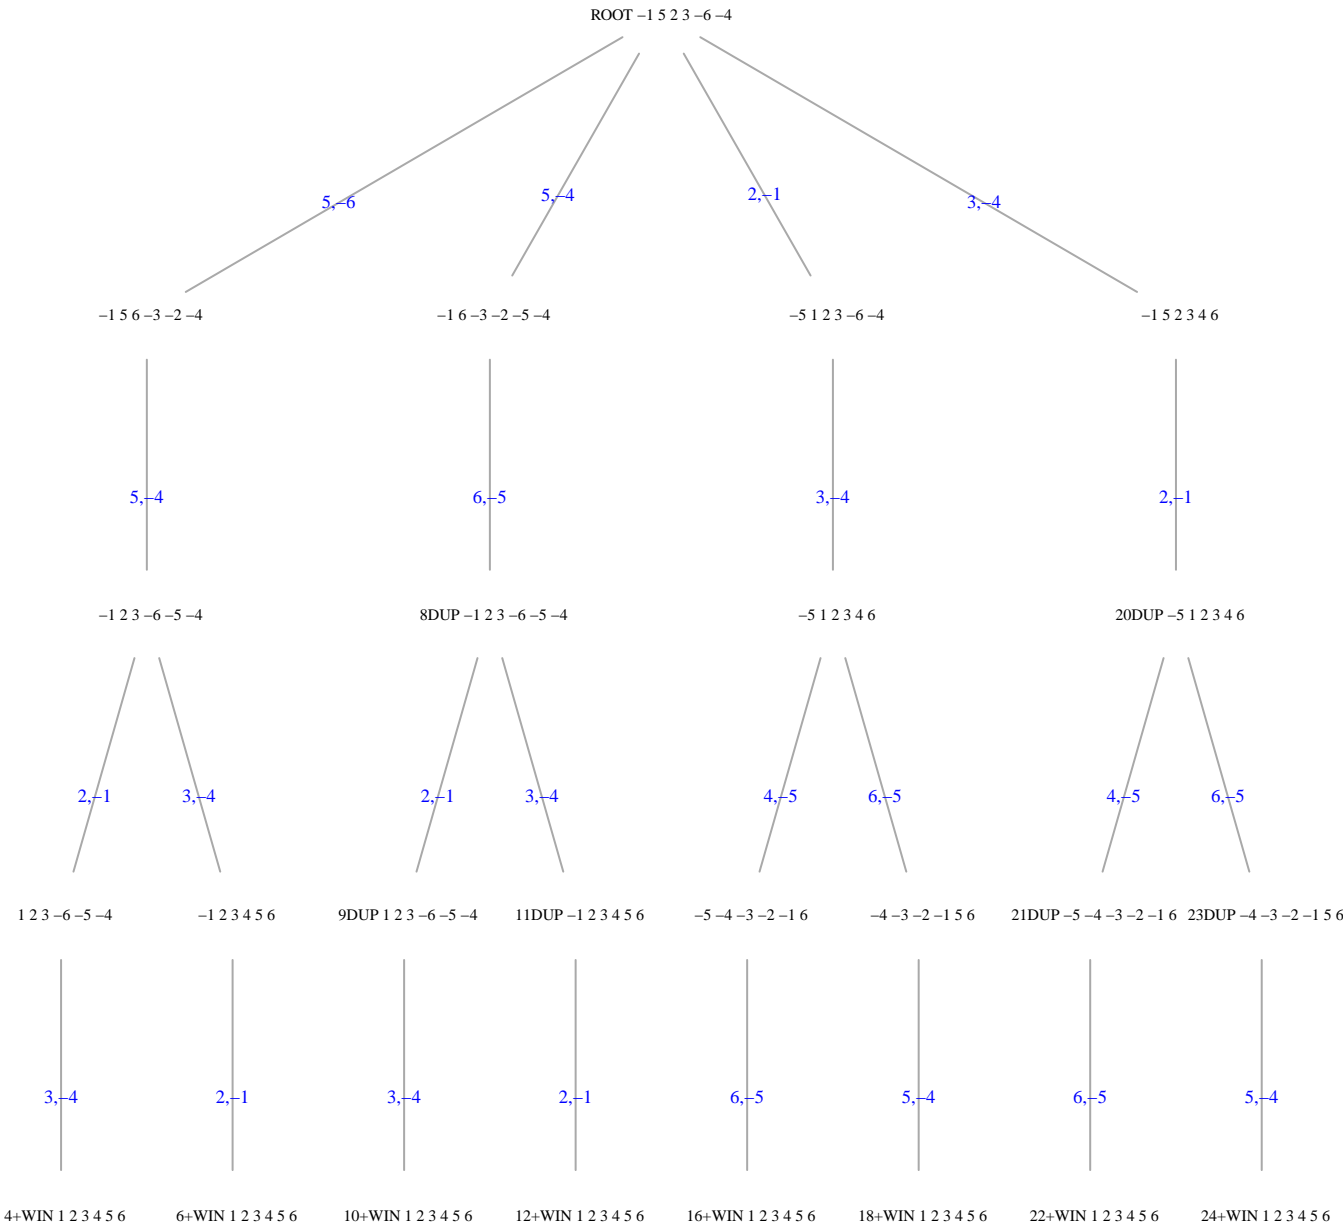 ROOT −1 5 2 3 −6 −4
5,−6
5,−4
2,−1
3,−4
−1 5 6 −3 −2 −4
−1 6 −3 −2 −5 −4
−5 1 2 3 −6 −4
−1 5 2 3 4 6
5,−4
6,−5
3,−4
2,−1
−1 2 3 −6 −5 −4
8DUP −1 2 3 −6 −5 −4
−5 1 2 3 4 6
20DUP −5 1 2 3 4 6
2,−1
3,−4
2,−1
3,−4
4,−5
6,−5
4,−5
6,−5
1 2 3 −6 −5 −4
−1 2 3 4 5 6
9DUP 1 2 3 −6 −5 −4
11DUP −1 2 3 4 5 6
−5 −4 −3 −2 −1 6
−4 −3 −2 −1 5 6
21DUP −5 −4 −3 −2 −1 6
23DUP −4 −3 −2 −1 5 6
3,−4
2,−1
3,−4
2,−1
6,−5
5,−4
6,−5
5,−4
4+WIN 1 2 3 4 5 6
6+WIN 1 2 3 4 5 6
10+WIN 1 2 3 4 5 6
12+WIN 1 2 3 4 5 6
16+WIN 1 2 3 4 5 6
18+WIN 1 2 3 4 5 6
22+WIN 1 2 3 4 5 6
24+WIN 1 2 3 4 5 6